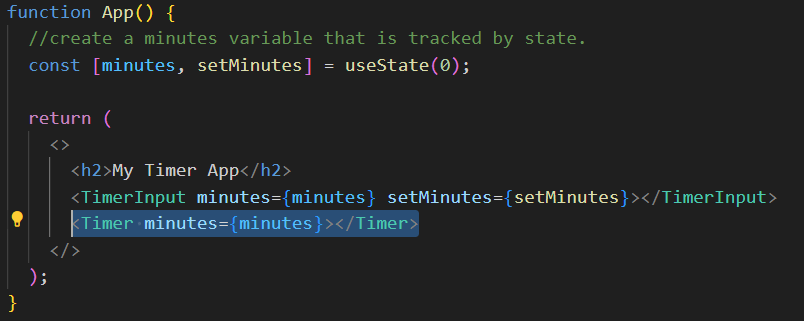 function App() {
//create a minutes variable that is tracked by state.
const [minutes, setMinutes] = useState(0);
return (
<>
<h2>My Timer App</h2>
<TimerInput minutes={minutes} setMinutes={setMinutes}></TimerInput>
<Timer minutes={minutes}></Timer>
</>
);
}